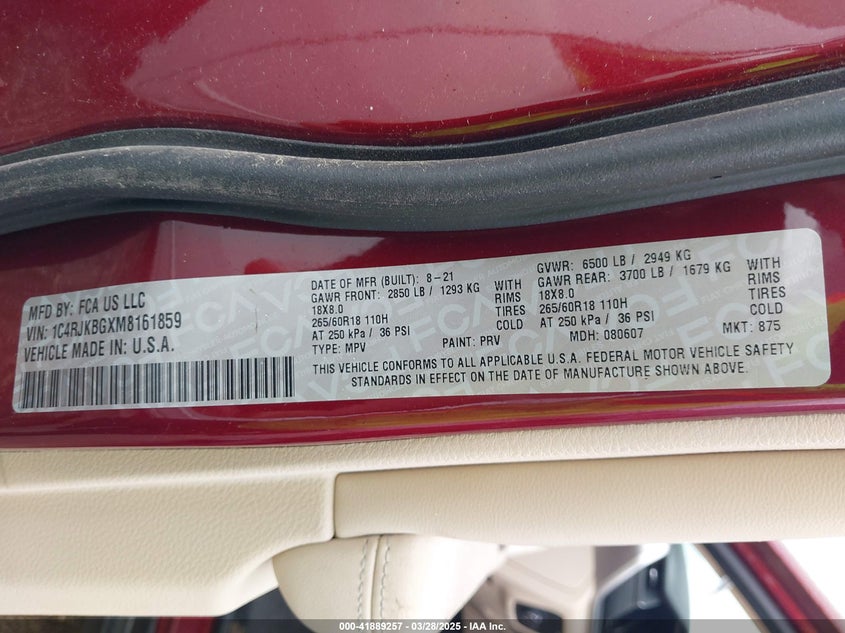 MFD BY: FCA US LLC
VIN: 1C4RJKBGXM8161859
VEHICLE MADE IN: U.S.A.
DATE OF MFR (BUILT): 8-21
GAWR FRONT: 2850 LB / 1293 KG WITH
18X8.0 RIMS
265/60R18 110H TIRES
AT 250 kPa / 36 PSI COLD
TYPE: MPV PAINT: PRV
GVWR: 6500 LB / 2949 KG
GAWR REAR: 3700 LB / 1679 KG WITH
18X8.0 RIMS
265/60R18 110H TIRES
AT 250 kPa / 36 PSI COLD
MDH: 080607 MKT: 875
THIS VEHICLE CONFORMS TO ALL APPLICABLE U.S.A. FEDERAL MOTOR VEHICLE SAFETY
STANDARDS IN EFFECT ON THE DATE OF MANUFACTURE SHOWN ABOVE.
000-41889257 - 03/28/2025 - IAA Inc.